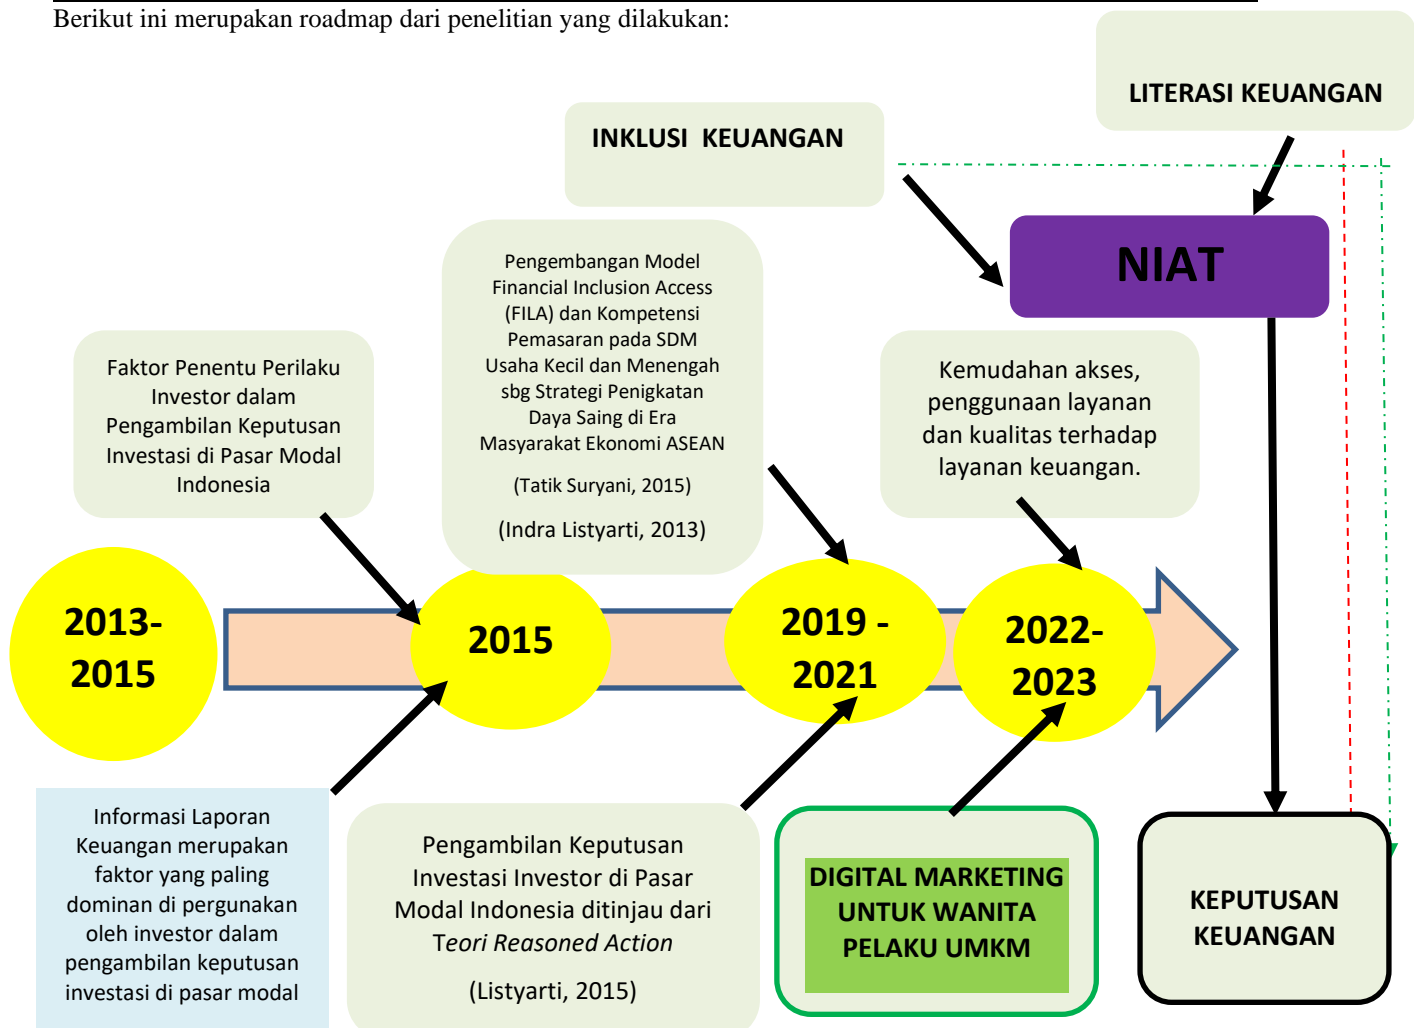 Berikut ini merupakan roadmap dari penelitian yang dilakukan:
LITERASI KEUANGAN
INKLUSI KEUANGAN
NIAT
Pengembangan Model
Financial Inclusion Access
(FILA) dan Kompetensi
Pemasaran pada SDM
Usaha Kecil dan Menengah
sbg Strategi Penigkatan
Daya Saing di Era
Masyarakat Ekonomi ASEAN
(Tatik Suryani, 2015)
(Indra Listyarti, 2013)
Faktor Penentu Perilaku
Investor dalam
Pengambilan Keputusan
Investasi di Pasar Modal
Indonesia
Kemudahan akses,
penggunaan layanan
dan kualitas terhadap
layanan keuangan.
2013-
2015
2015
2019 -
2021
2022-
2023
Informasi Laporan
Keuangan merupakan
faktor yang paling
dominan di pergunakan
oleh investor dalam
pengambilan keputusan
investasi di pasar modal
Pengambilan Keputusan
Investasi Investor di Pasar
Modal Indonesia ditinjau dari
Teori Reasoned Action
(Listyarti, 2015)
DIGITAL MARKETING
UNTUK WANITA
PELAKU UMKM
KEPUTUSAN
KEUANGAN